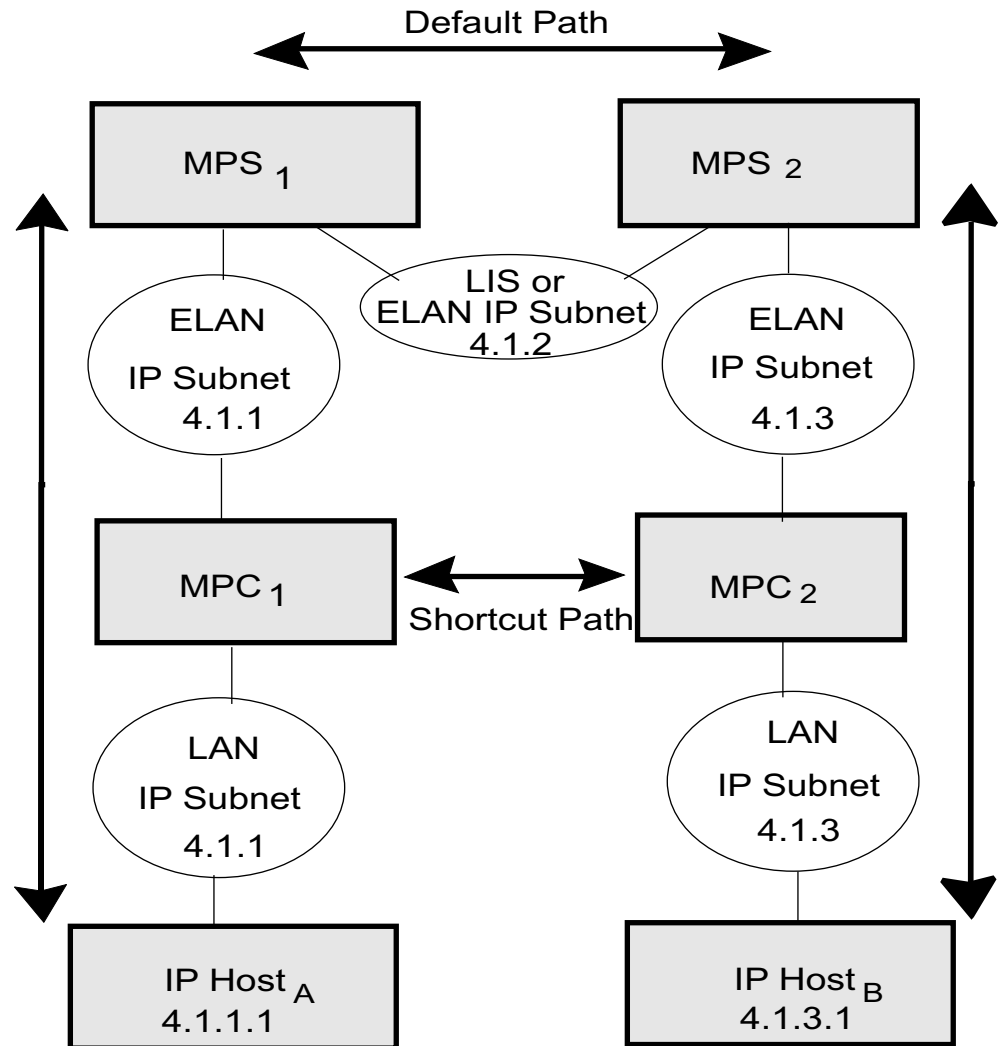 Default Path
MPS 1
MPS 2
LIS or
ELAN IP Subnet
4.1.2
ELAN
IP Subnet
4.1.1
ELAN
IP Subnet
4.1.3
MPC 1
MPC 2
Shortcut Path
LAN
IP Subnet
4.1.1
LAN
IP Subnet
4.1.3
IP Host A
4.1.1.1
IP Host B
4.1.3.1